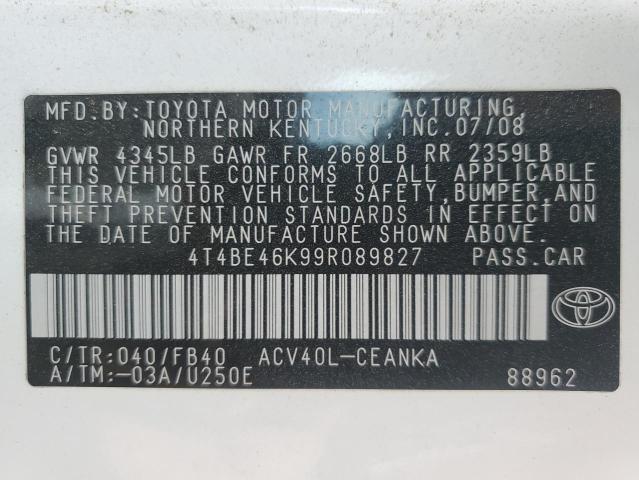 MFD.BY:TOYOTA MOTOR MANUFACTURING,
NORTHERN KENTUCKY,INC.07/08
GVWR 4345LB GAWR FR 2668LB RR 2359LB
THIS VEHICLE CONFORMS TO ALL APPLICABLE
FEDERAL MOTOR VEHICLE SAFETY,BUMPER,AND
THEFT PREVENTION STANDARDS IN EFFECT ON
THE DATE OF MANUFACTURE SHOWN ABOVE.
4T4BE46K99R089827 PASS.CAR
C/TR:040/FB40 ACV40L-CEANKA
A/TM:-03A/U250E 88962